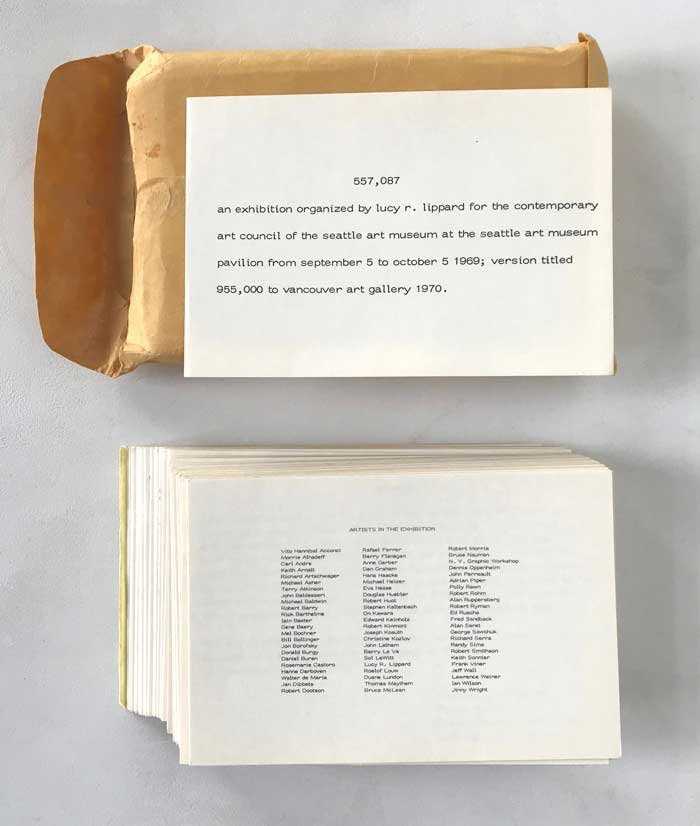 557,087
an exhibition organized by lucy r. lippard for the contemporary
art council of the seattle art museum at the seattle art museum
pavilion from september 5 to october 5 1969; version titled
955,000 to vancouver art gallery 1970.
ARTISTS IN THE EXHIBITION
Vito Hannibal Acconci
Morrie Alhadeff
Carl Andre
Keith Arnatt
Richard Artschwager
Michael Asher
Terry Atkinson
John Baldessari
Michael Baldwin
Robert Barry
Rick Barthelme
Iain Baxter
Gene Beery
Mel Bochner
Bill Bollinger
Jon Borofsky
Donald Burgy
Daniel Buren
Rosemarie Castoro
Hanne Darboven
Walter de Maria
Jan Dibbets
Robert Dootson
Rafael Ferrer
Barry Flanagan
Anne Gerber
Dan Graham
Hans Haacke
Michael Heizer
Eva Hesse
Douglas Huebler
Robert Huot
Stephen Kaltenbach
On Kawara
Edward Keinholz
Robert Kinmont
Joseph Kosuth
Christine Kozlov
John Latham
Barry Le Va
Sol LeWitt
Lucy R. Lippard
Roelof Louw
Duane Lunden
Thomas Maytham
Bruce McLean
Robert Morris
Bruce Nauman
N. Y. Graphic Workshop
Dennis Oppenheim
John Perreault
Adrian Piper
Polly Rawn
Robert Rohm
Alan Ruppersberg
Robert Ryman
Ed Ruscha
Fred Sandback
Alan Saret
George Sawchuk
Richard Serra
Randy Sims
Robert Smithson
Keith Sonnier
Frank Viner
Jeff Wall
Lawrence Weiner
Ian Wilson
Jinny Wright